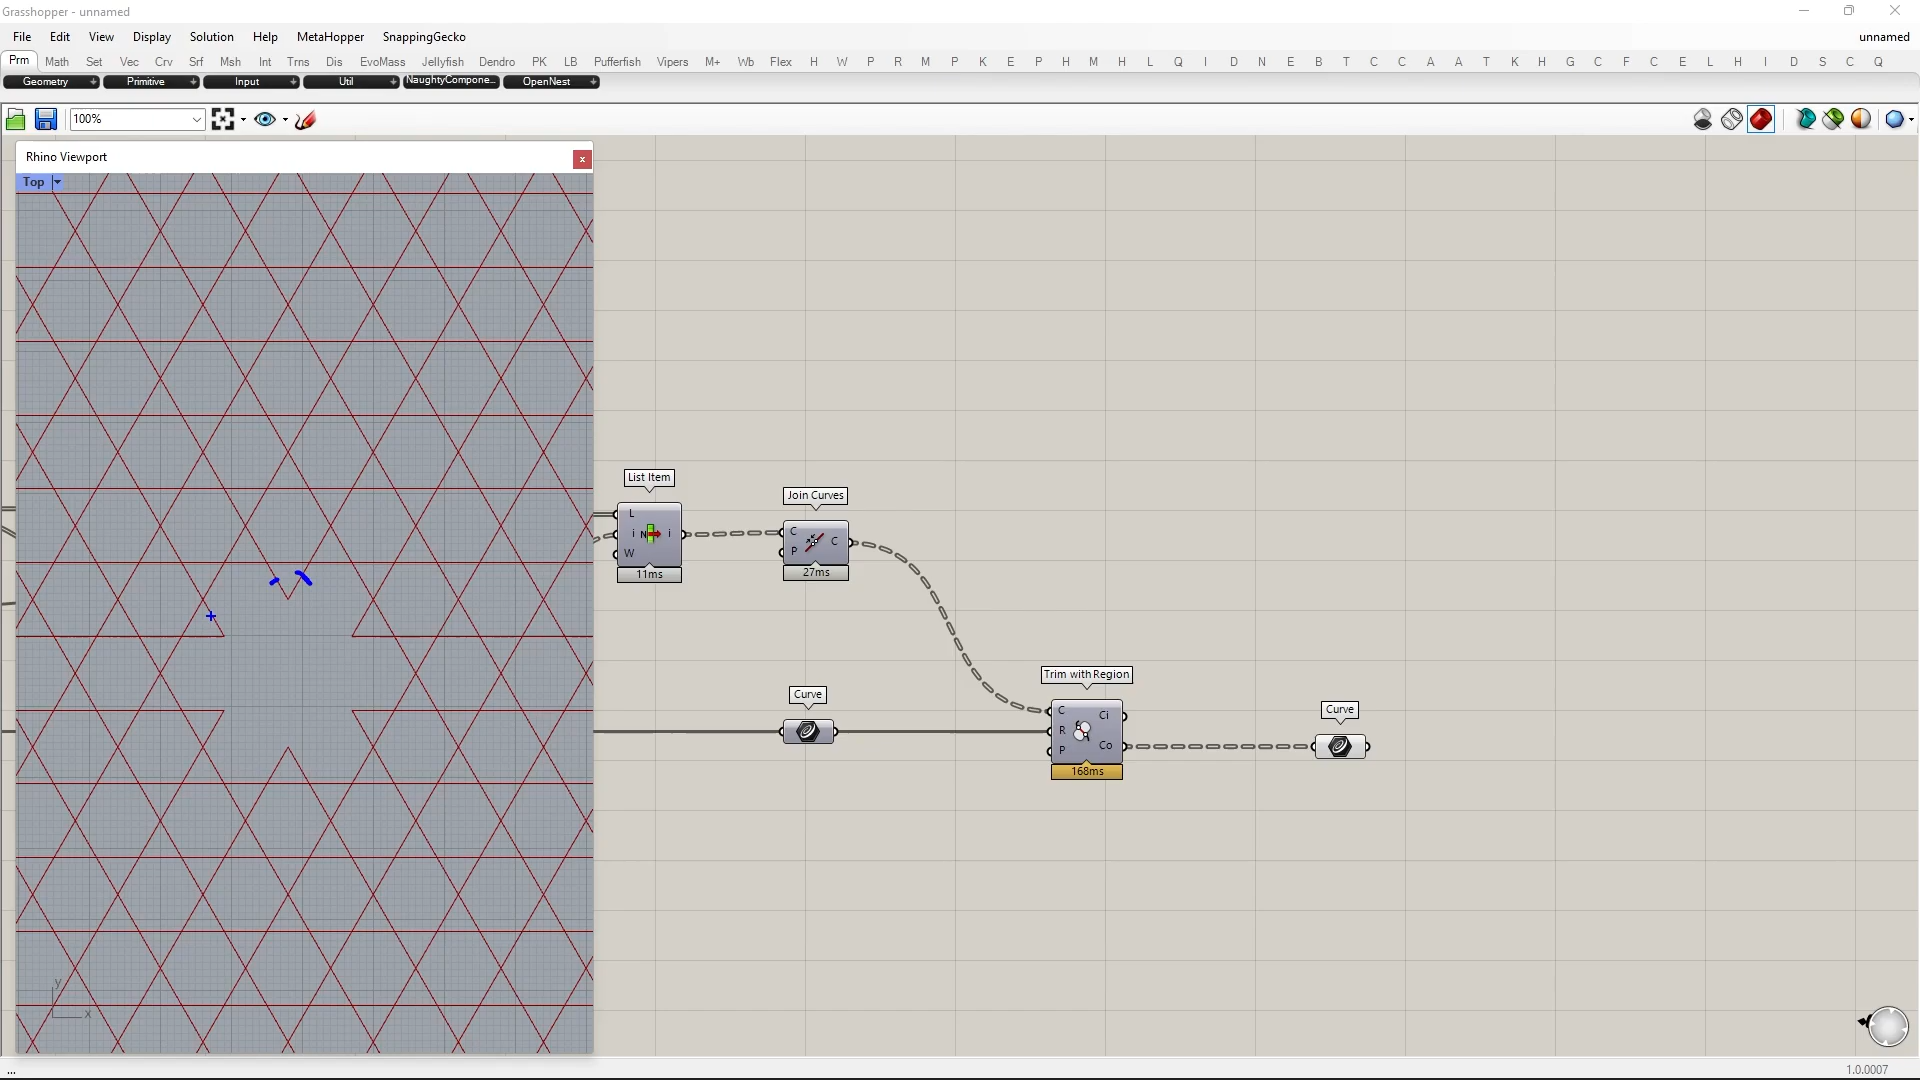 Grasshopper - unnamed
File Edit View Display Solution Help MetaHopper SnappingGecko unnamed
Prm Math Set Vec Crv Srf Msh Int Trns Dis EvoMass Jellyfish Dendro PK LB Pufferfish Vipers M+ Wb Flex H W P R M P K E P H M H L Q I D N E B T C C A A T K H G C F C E L H I D S C Q
Geometry Primitive Input Util NaughtyCompone... OpenNest
100%
Rhino Viewport
Top
List Item
L
i N i
W
11ms
Join Curves
C
P C
27ms
Curve
Trim with Region
C Ci
R
P Co
168ms
Curve
y
x
... 1.0.0007